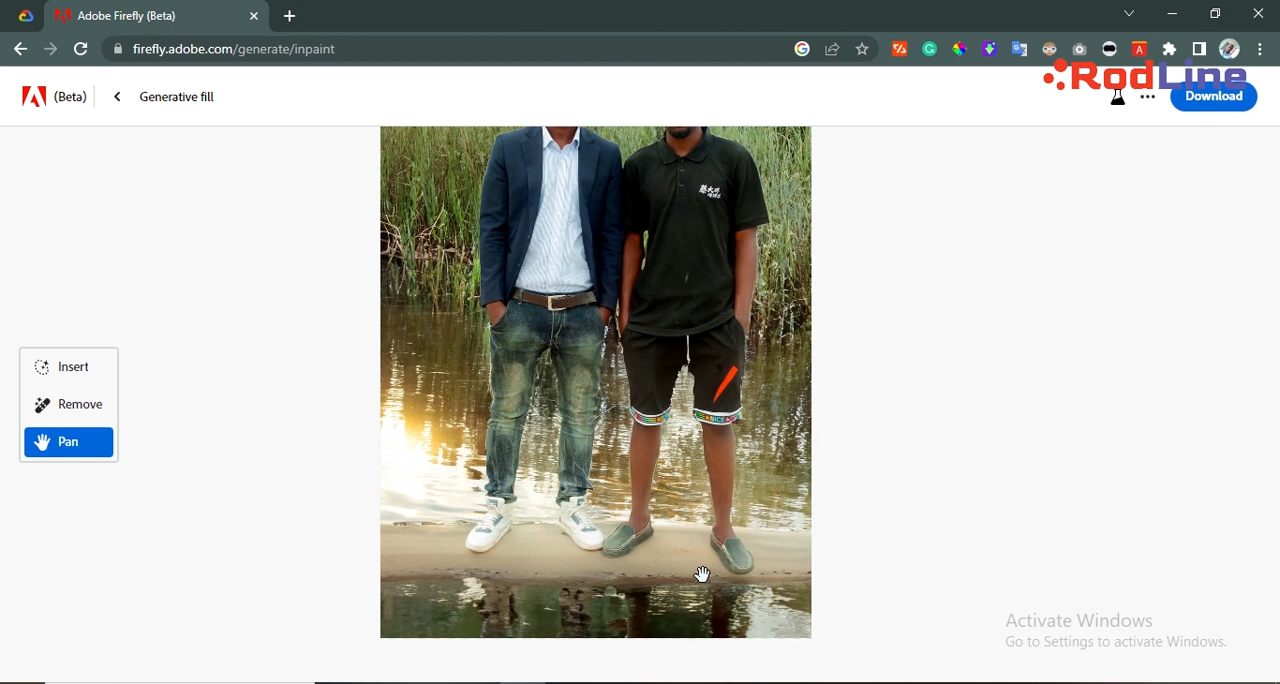 Adobe Firefly (Beta)
firefly.adobe.com/generate/inpaint
RodLine
(Beta)
Generative fill
Download
Insert
Remove
Pan
Activate Windows
Go to Settings to activate Windows.